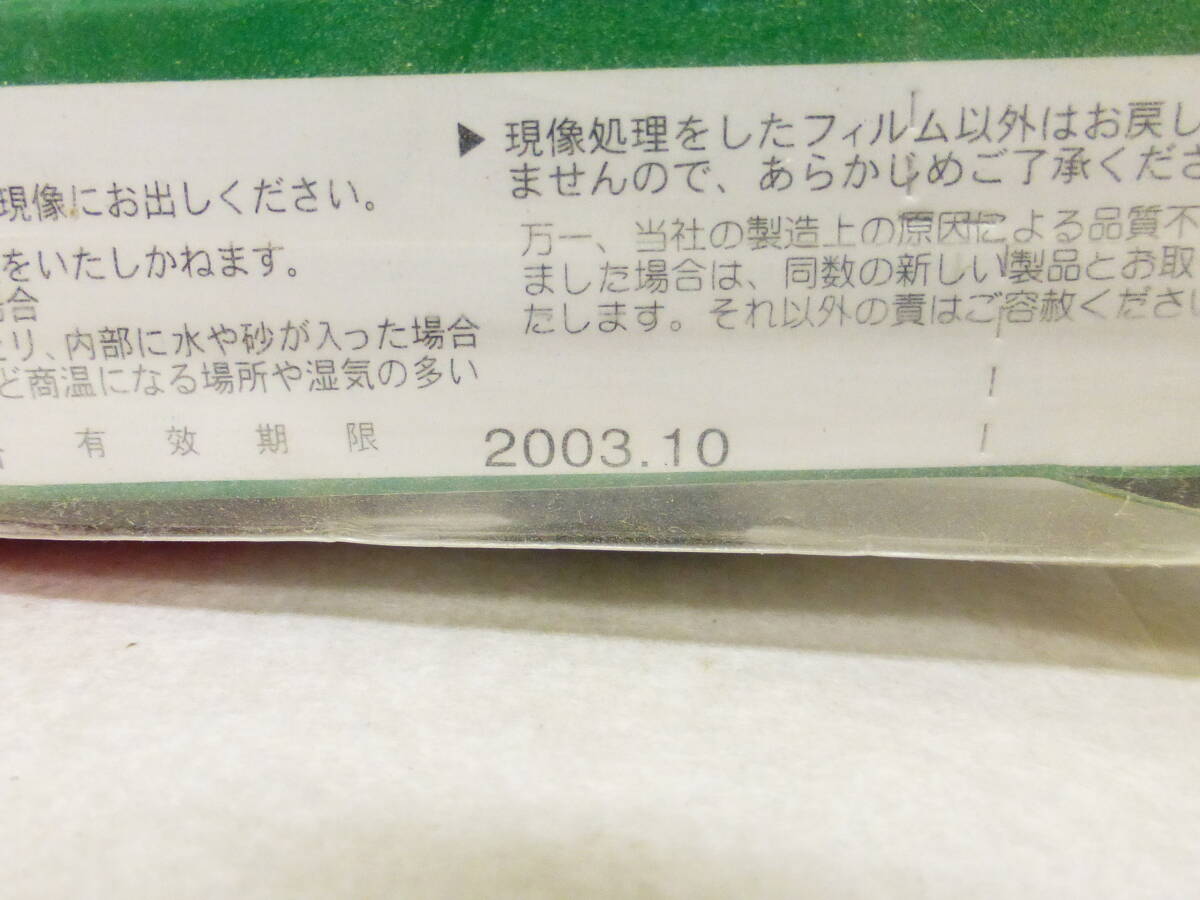 現像にお出しください。
をいたしかねます。
合
り、内部に水や砂が入った場合
ど商温になる場所や湿気の多い
有効期限 2003.10
▶ 現像処理をしたフィルム以外はお戻し
ませんので、あらかじめご了承くださ
万一、当社の製造上の原因による品質不
ました場合は、同数の新しい製品とお取
たします。それ以外の責はご容赦ください